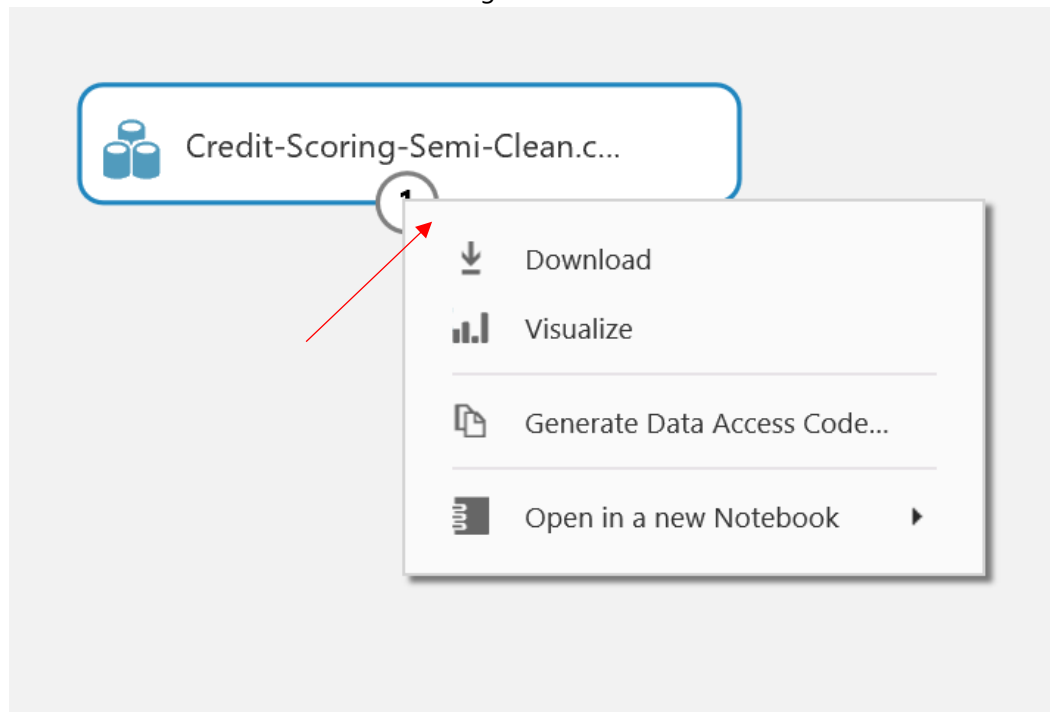 Credit-Scoring-Semi-Clean.c...
1
Download
Visualize
Generate Data Access Code...
Open in a new Notebook